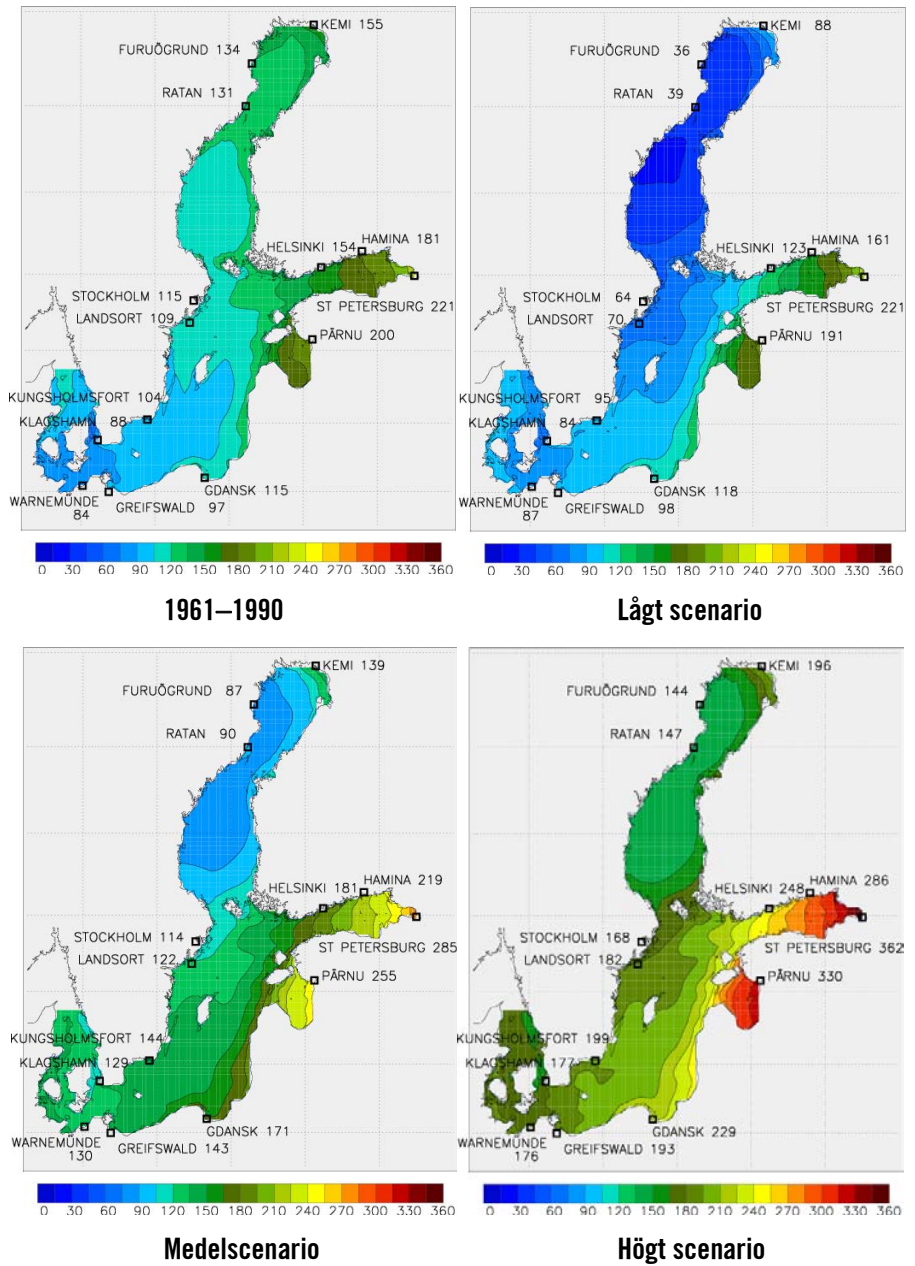 KEMI 155
FURUÖGRUND 134
RATAN 131
HELSINKI 154
HAMINA 181
STOCKHOLM 115
ST PETERSBURG 221
LANDSORT 109
PÄRNU 200
KUNGSHOLMSFORT 104
KLAGSHAMN 88
GDANSK 115
WARNEMÜNDE 84
GREIFSWALD 97
0 30 60 90 120 150 180 210 240 270 300 330 360
1961–1990
KEMI 88
FURUÖGRUND 36
RATAN 39
HELSINKI 123
HAMINA 161
STOCKHOLM 64
ST PETERSBURG 221
LANDSORT 70
PÄRNU 191
KUNGSHOLMSFORT 95
KLAGSHAMN 84
GDANSK 118
WARNEMÜNDE 87
GREIFSWALD 98
0 30 60 90 120 150 180 210 240 270 300 330 360
Lågt scenario
KEMI 139
FURUÖGRUND 87
RATAN 90
HELSINKI 181
HAMINA 219
STOCKHOLM 114
ST PETERSBURG 285
LANDSORT 122
PÄRNU 255
KUNGSHOLMSFORT 144
KLAGSHAMN 129
GDANSK 171
WARNEMÜNDE 130
GREIFSWALD 143
0 30 60 90 120 150 180 210 240 270 300 330 360
Medelscenario
KEMI 196
FURUÖGRUND 144
RATAN 147
HELSINKI 248
HAMINA 286
STOCKHOLM 168
ST PETERSBURG 362
LANDSORT 182
PÄRNU 330
KUNGSHOLMSFORT 199
KLAGSHAMN 177
GDANSK 229
WARNEMÜNDE 176
GREIFSWALD 193
0 30 60 90 120 150 180 210 240 270 300 330 360
Högt scenario